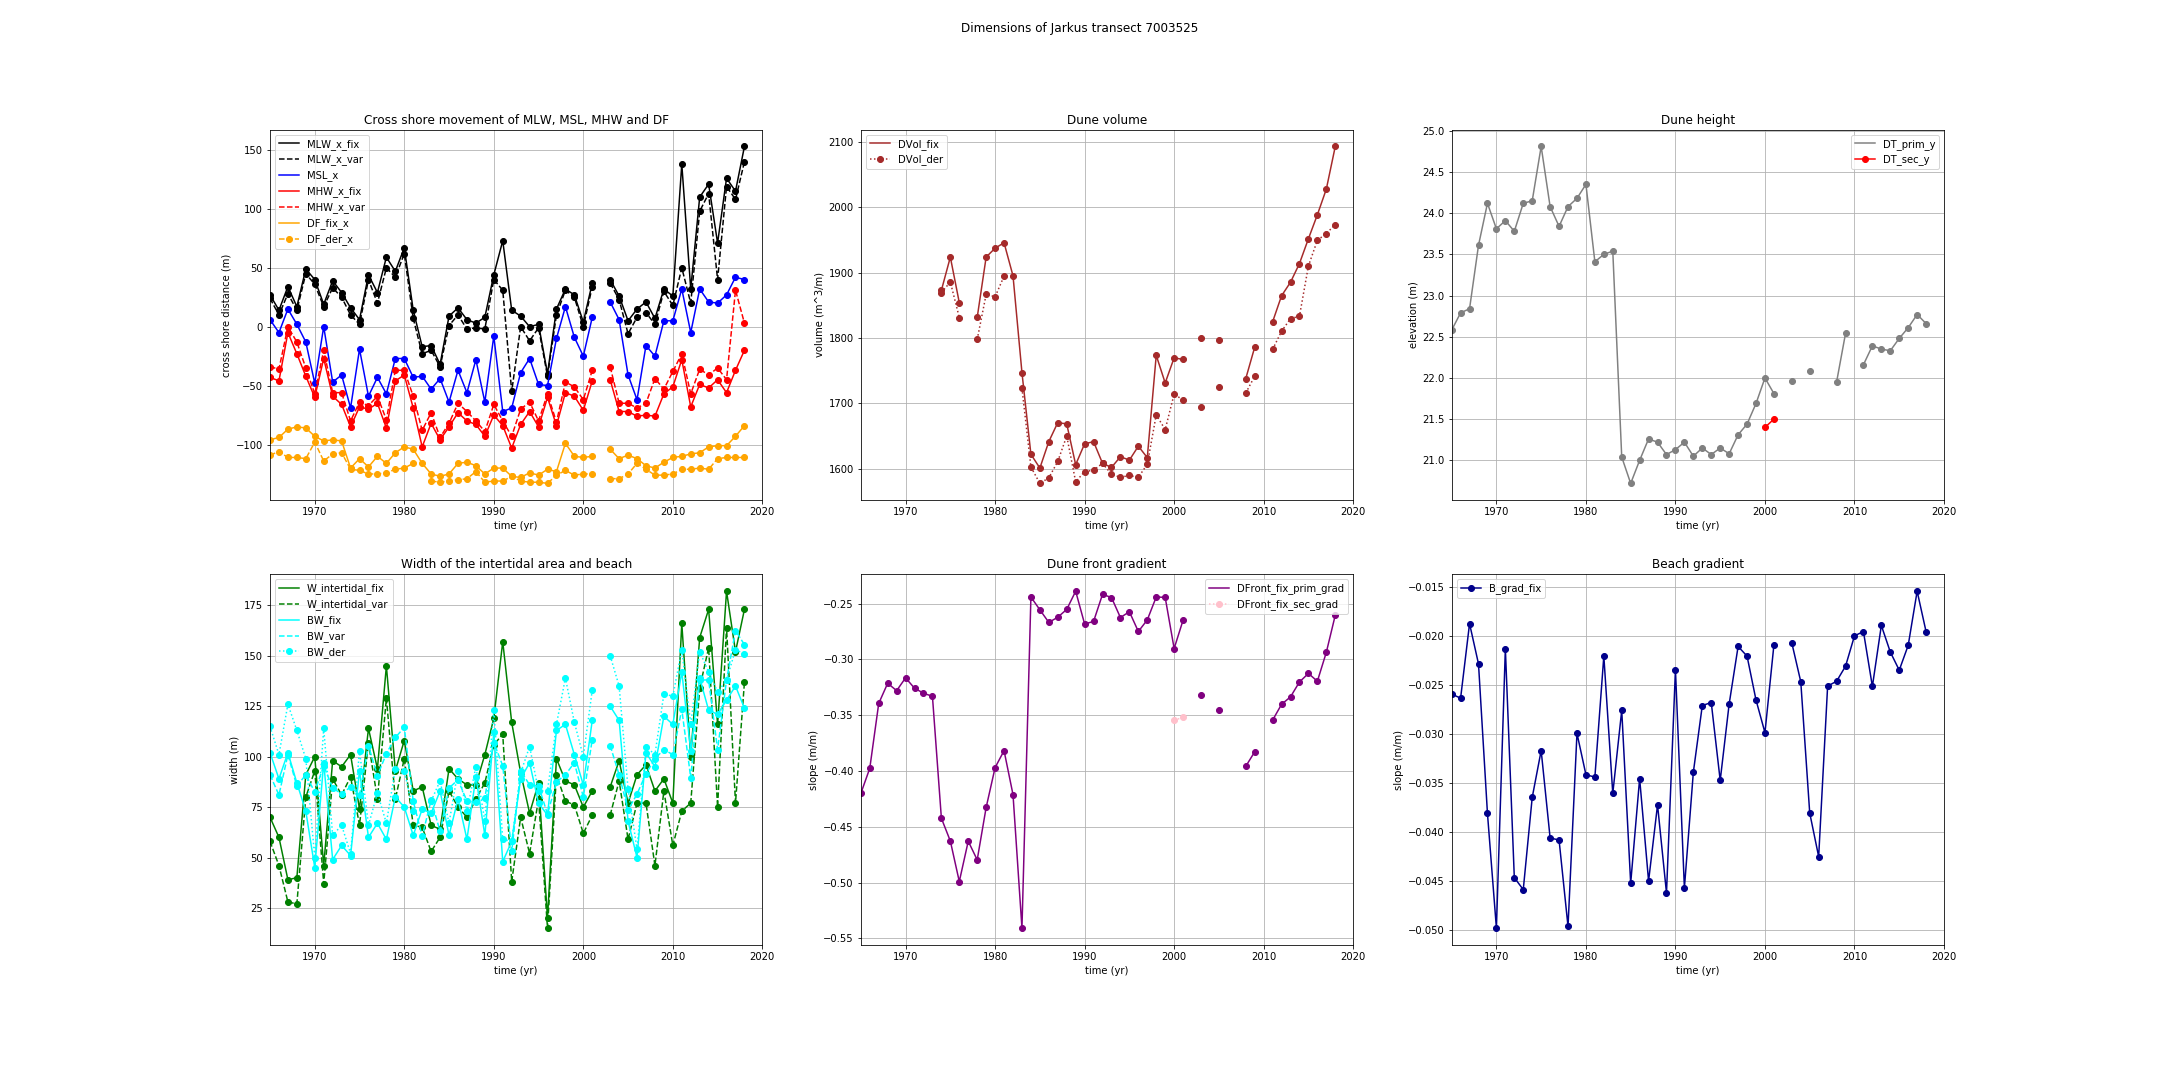 Dimensions of Jarkus transect 7003525
Cross shore movement of MLW, MSL, MHW and DF
MLW_x_fix
MLW_x_var
MSL_x
MHW_x_fix
MHW_x_var
DF_fix_x
DF_der_x
150
100
50
0
−50
−100
cross shore distance (m)
1970
1980
1990
2000
2010
2020
time (yr)
Dune volume
DVol_fix
DVol_der
2100
2000
1900
1800
1700
1600
volume (m^3/m)
1970
1980
1990
2000
2010
2020
time (yr)
Dune height
DT_prim_y
DT_sec_y
25.0
24.5
24.0
23.5
23.0
22.5
22.0
21.5
21.0
elevation (m)
1970
1980
1990
2000
2010
2020
time (yr)
Width of the intertidal area and beach
W_intertidal_fix
W_intertidal_var
BW_fix
BW_var
BW_der
175
150
125
100
75
50
25
width (m)
1970
1980
1990
2000
2010
2020
time (yr)
Dune front gradient
DFront_fix_prim_grad
DFront_fix_sec_grad
−0.25
−0.30
−0.35
−0.40
−0.45
−0.50
−0.55
slope (m/m)
1970
1980
1990
2000
2010
2020
time (yr)
Beach gradient
B_grad_fix
−0.015
−0.020
−0.025
−0.030
−0.035
−0.040
−0.045
−0.050
slope (m/m)
1970
1980
1990
2000
2010
2020
time (yr)